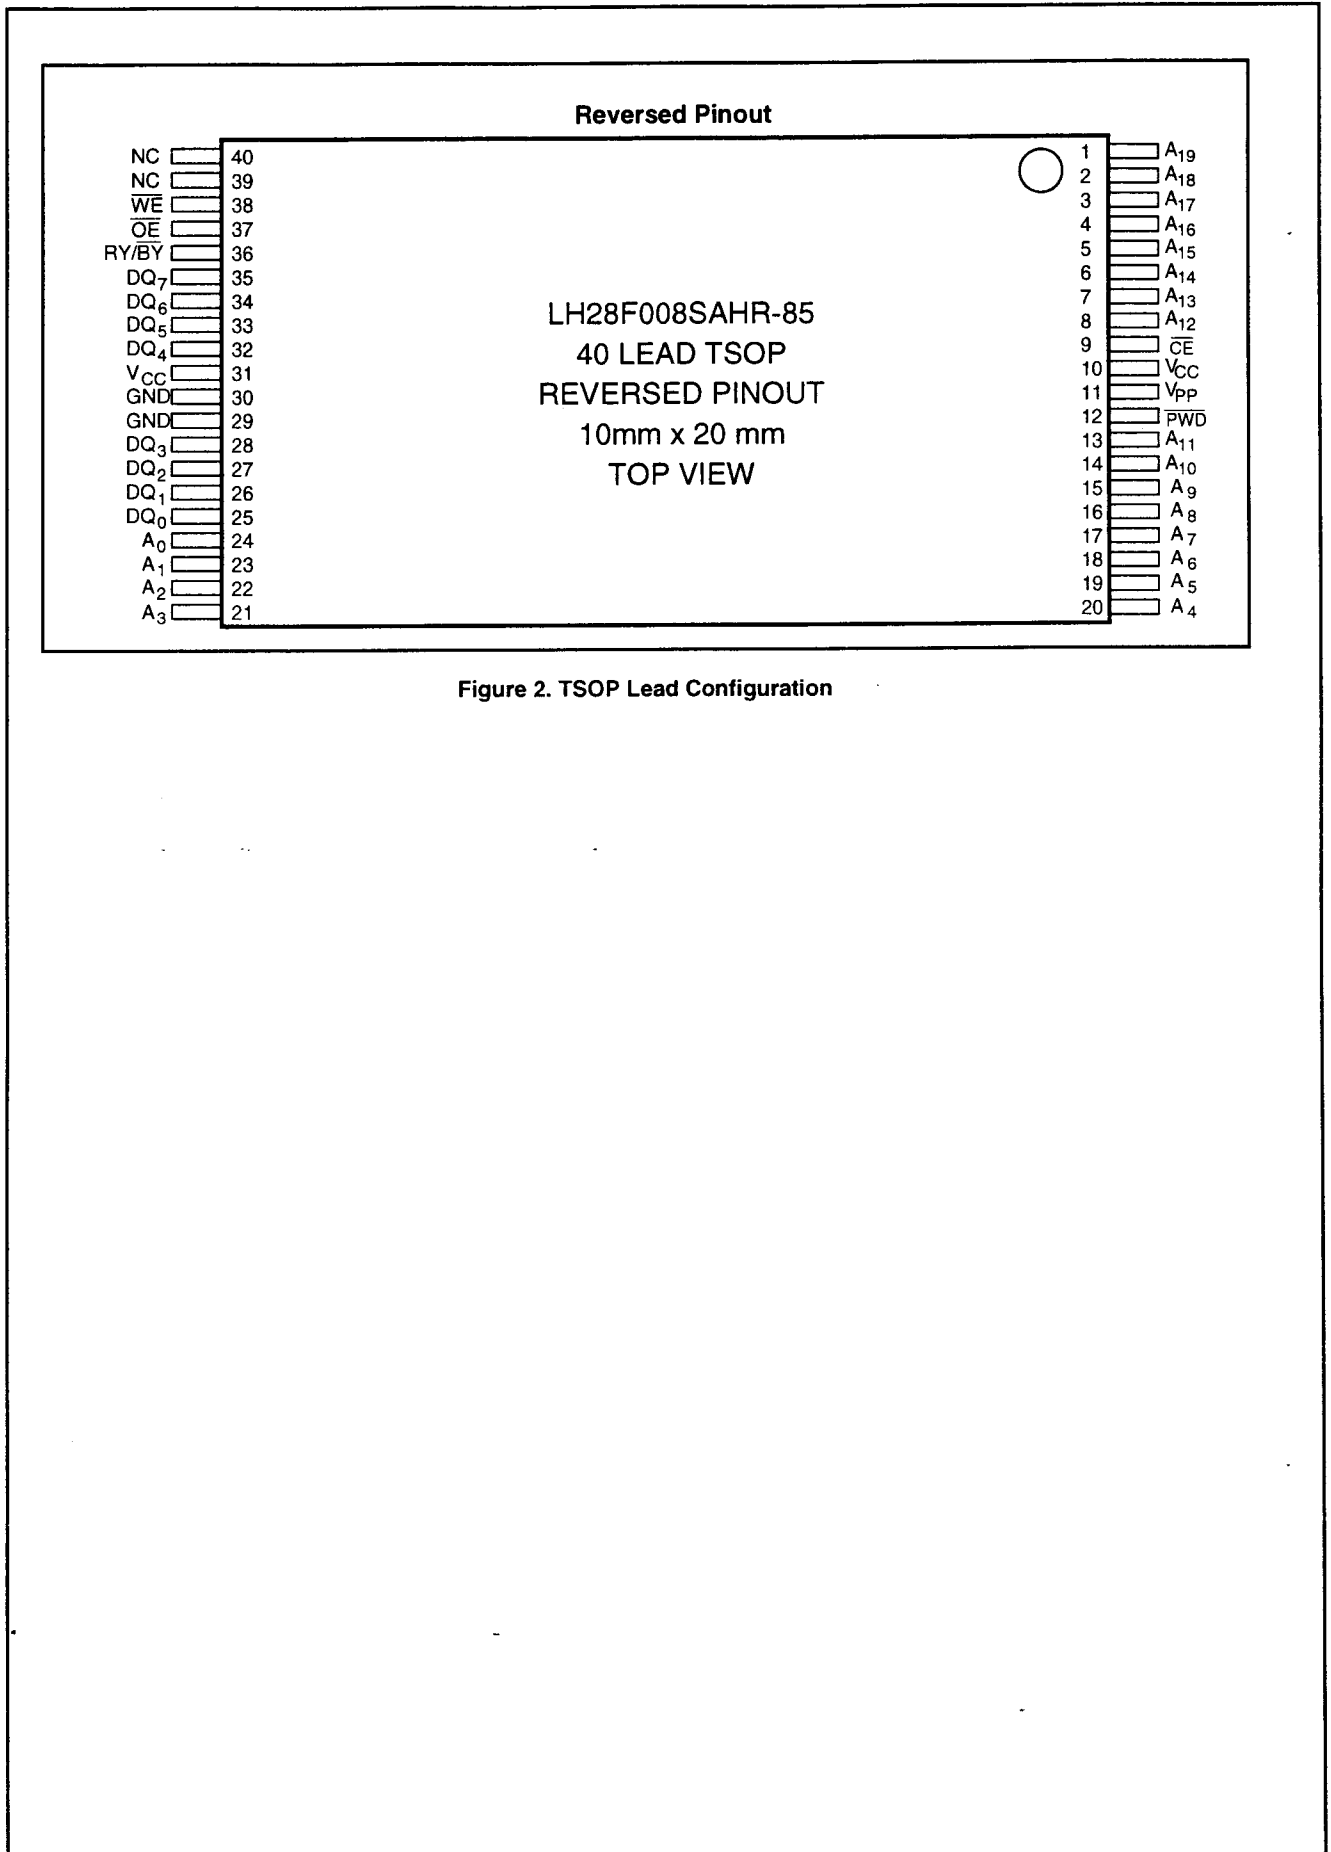 Reversed Pinout
NC 40 1 A19
NC 39 2 A18
W̅E̅ 38 3 A17
O̅E̅ 37 4 A16
RY/B̅Y̅ 36 5 A15
DQ7 35 6 A14
DQ6 34 7 A13
DQ5 33 8 A12
DQ4 32 9 C̅E̅
VCC 31 10 VCC
GND 30 11 VPP
GND 29 12 P̅W̅D̅
DQ3 28 13 A11
DQ2 27 14 A10
DQ1 26 15 A9
DQ0 25 16 A8
A0 24 17 A7
A1 23 18 A6
A2 22 19 A5
A3 21 20 A4
LH28F008SAHR-85
40 LEAD TSOP
REVERSED PINOUT
10mm x 20 mm
TOP VIEW
Figure 2. TSOP Lead Configuration